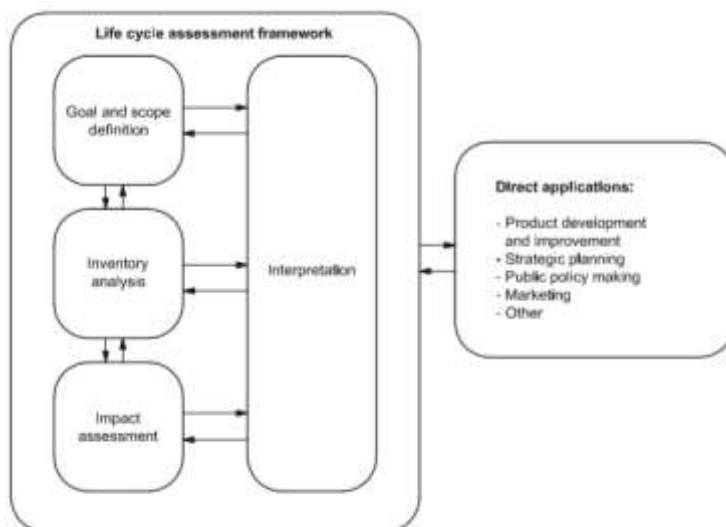 Life cycle assessment framework
Goal and scope
definition
Inventory
analysis
Impact
assessment
Interpretation
Direct applications:
- Product development
and improvement
- Strategic planning
- Public policy making
- Marketing
- Other